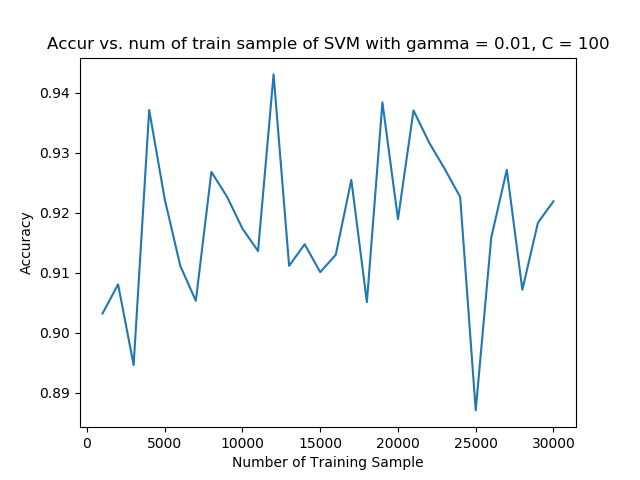 Accur vs. num of train sample of SVM with gamma = 0.01, C = 100
0.94
0.93
0.92
0.91
0.90
0.89
Accuracy
0 5000 10000 15000 20000 25000 30000
Number of Training Sample